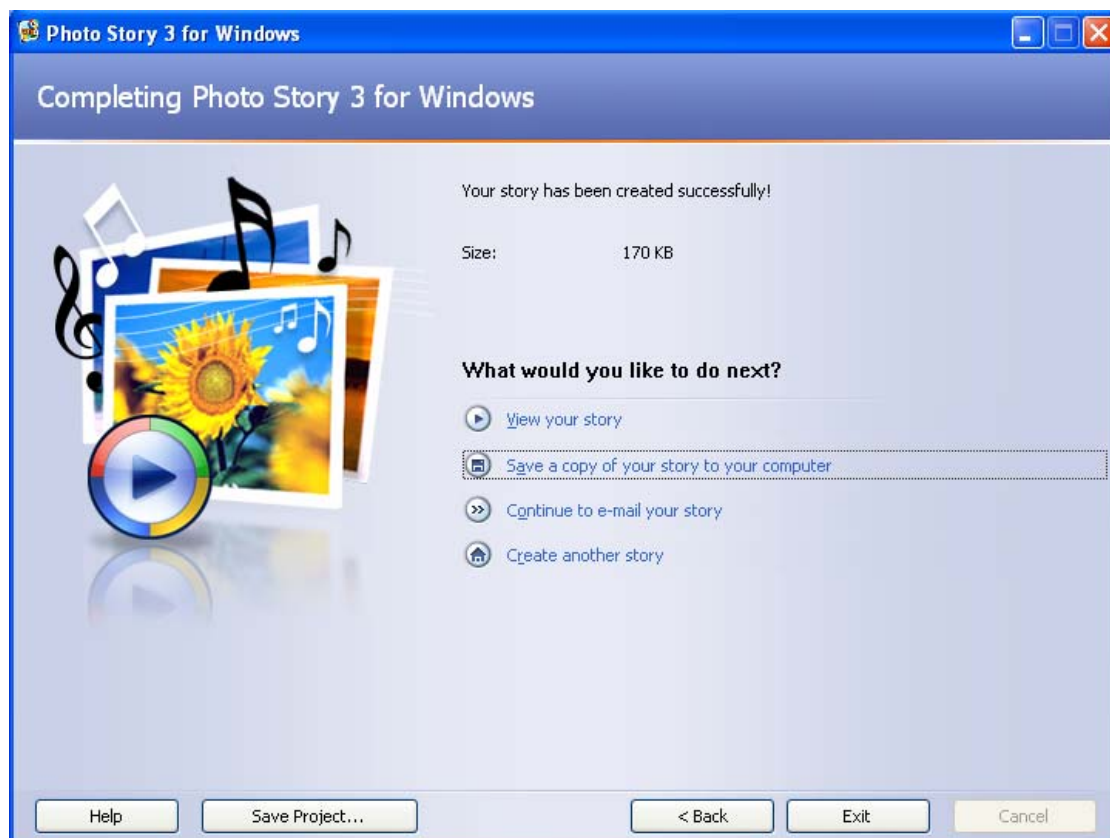 Photo Story 3 for Windows
Completing Photo Story 3 for Windows
Your story has been created successfully!
Size: 170 KB
What would you like to do next?
View your story
Save a copy of your story to your computer
Continue to e-mail your story
Create another story
Help Save Project... < Back Exit Cancel